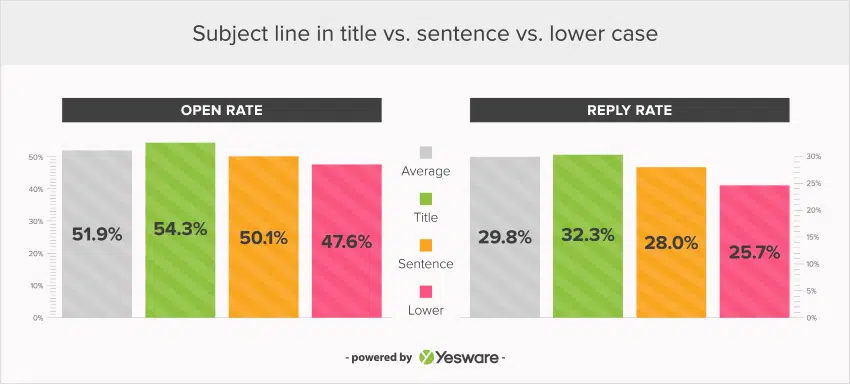 Subject line in title vs. sentence vs. lower case
OPEN RATE
50%
40%
30%
20%
10%
0%
51.9%
54.3%
50.1%
47.6%
Average
Title
Sentence
Lower
REPLY RATE
29.8%
32.3%
28.0%
25.7%
30%
25%
20%
15%
10%
5%
0%
- powered by Yesware -